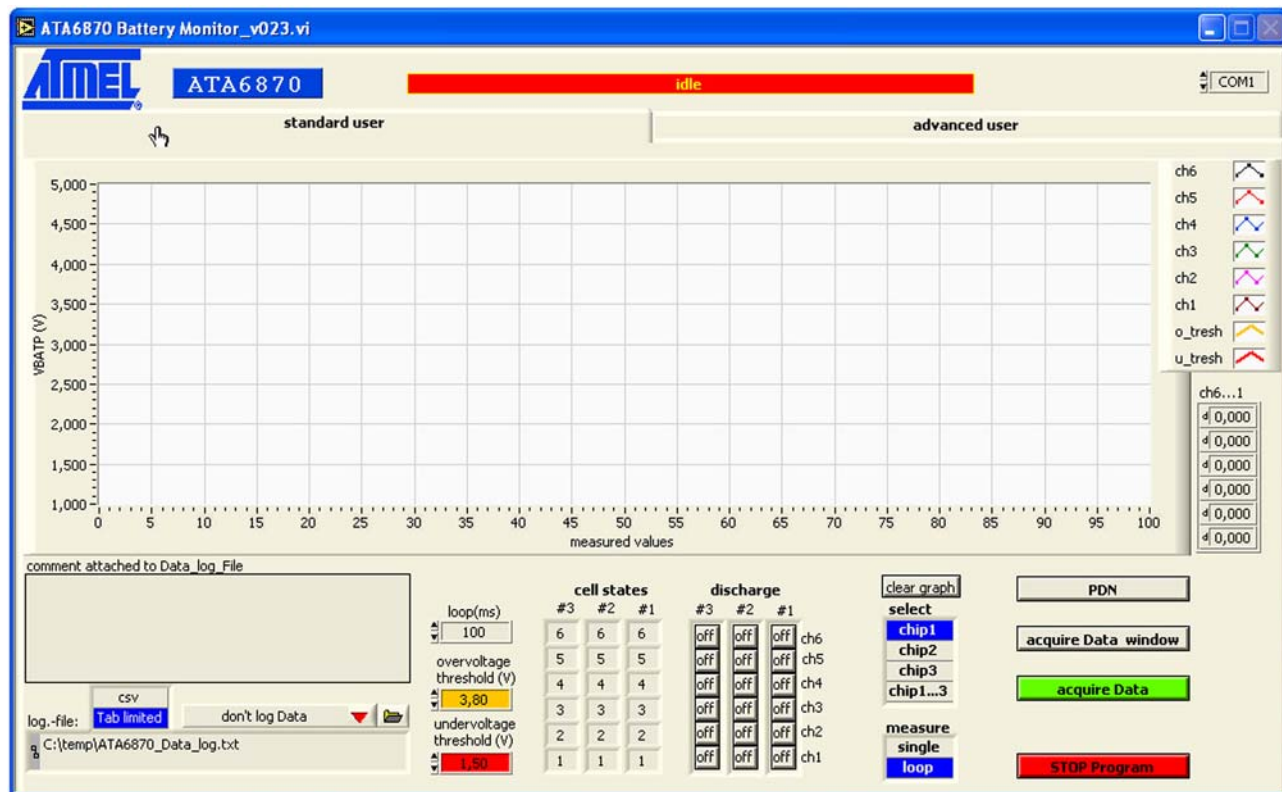 ATA6870 Battery Monitor_v023.vi
ATMEL
®
ATA6870
idle
COM1
standard user
advanced user
5,000
4,500
4,000
3,500
3,000
2,500
2,000
1,500
1,000
VBATP (V)
0 5 10 15 20 25 30 35 40 45 50 55 60 65 70 75 80 85 90 95 100
measured values
ch6
ch5
ch4
ch3
ch2
ch1
o_tresh
u_tresh
ch6...1
d 0,000
d 0,000
d 0,000
d 0,000
d 0,000
d 0,000
comment attached to Data_log_File
csv
log.-file: Tab limited
don't log Data
C:\temp\ATA6870_Data_log.txt
loop(ms)
100
overvoltage
threshold (V)
3,80
undervoltage
threshold (V)
1,50
cell states
#3 #2 #1
6 6 6
5 5 5
4 4 4
3 3 3
2 2 2
1 1 1
discharge
#3 #2 #1
off off off ch6
off off off ch5
off off off ch4
off off off ch3
off off off ch2
off off off ch1
clear graph
select
chip1
chip2
chip3
chip1...3
measure
single
loop
PDN
acquire Data window
acquire Data
STOP Program